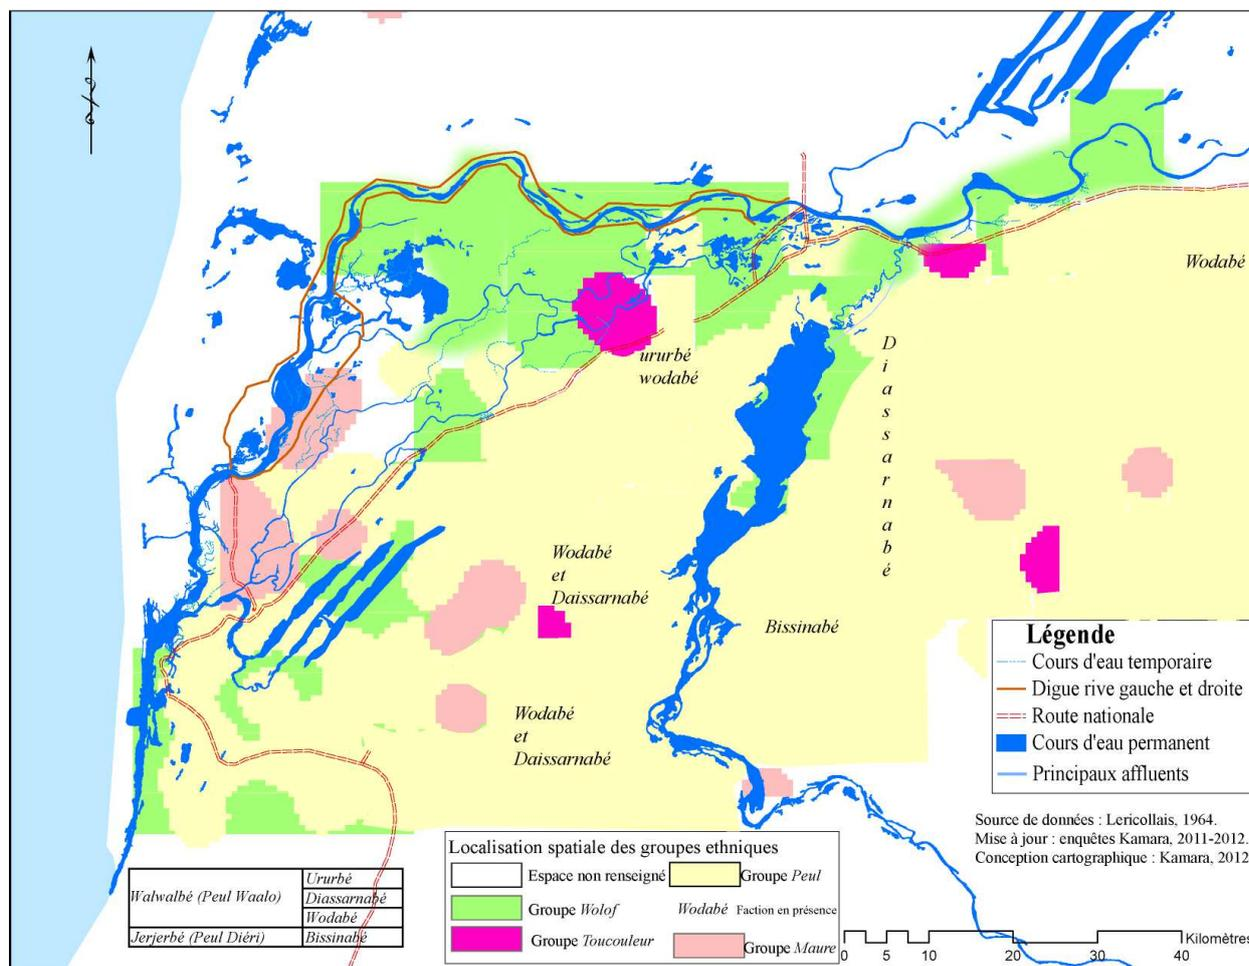 Wodabé
ururbé
wodabé
Diassarnabé
Wodabé
et
Daissarnabé
Bissinabé
Wodabé
et
Daissarnabé
Légende
Cours d'eau temporaire
Digue rive gauche et droite
Route nationale
Cours d'eau permanent
Principaux affluents
Source de données : Lericollais, 1964.
Mise à jour : enquêtes Kamara, 2011-2012.
Conception cartographique : Kamara, 2012
Localisation spatiale des groupes ethniques
Espace non renseigné Groupe Peul
Groupe Wolof Wodabé Faction en présence
Groupe Toucouleur Groupe Maure
Walwalbé (Peul Waalo) Ururbé
Diassarnabé
Wodabé
Jerjerbé (Peul Diéri) Bissinabé
Kilomètres
0 5 10 20 30 40